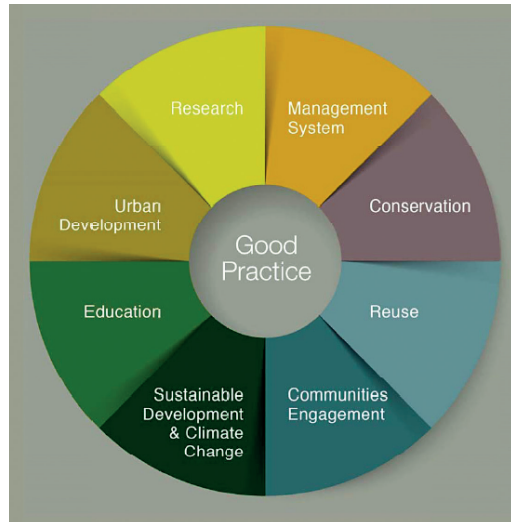 Research
Management
System
Urban
Development
Conservation
Good
Practice
Education
Reuse
Sustainable
Development
& Climate
Change
Communities
Engagement